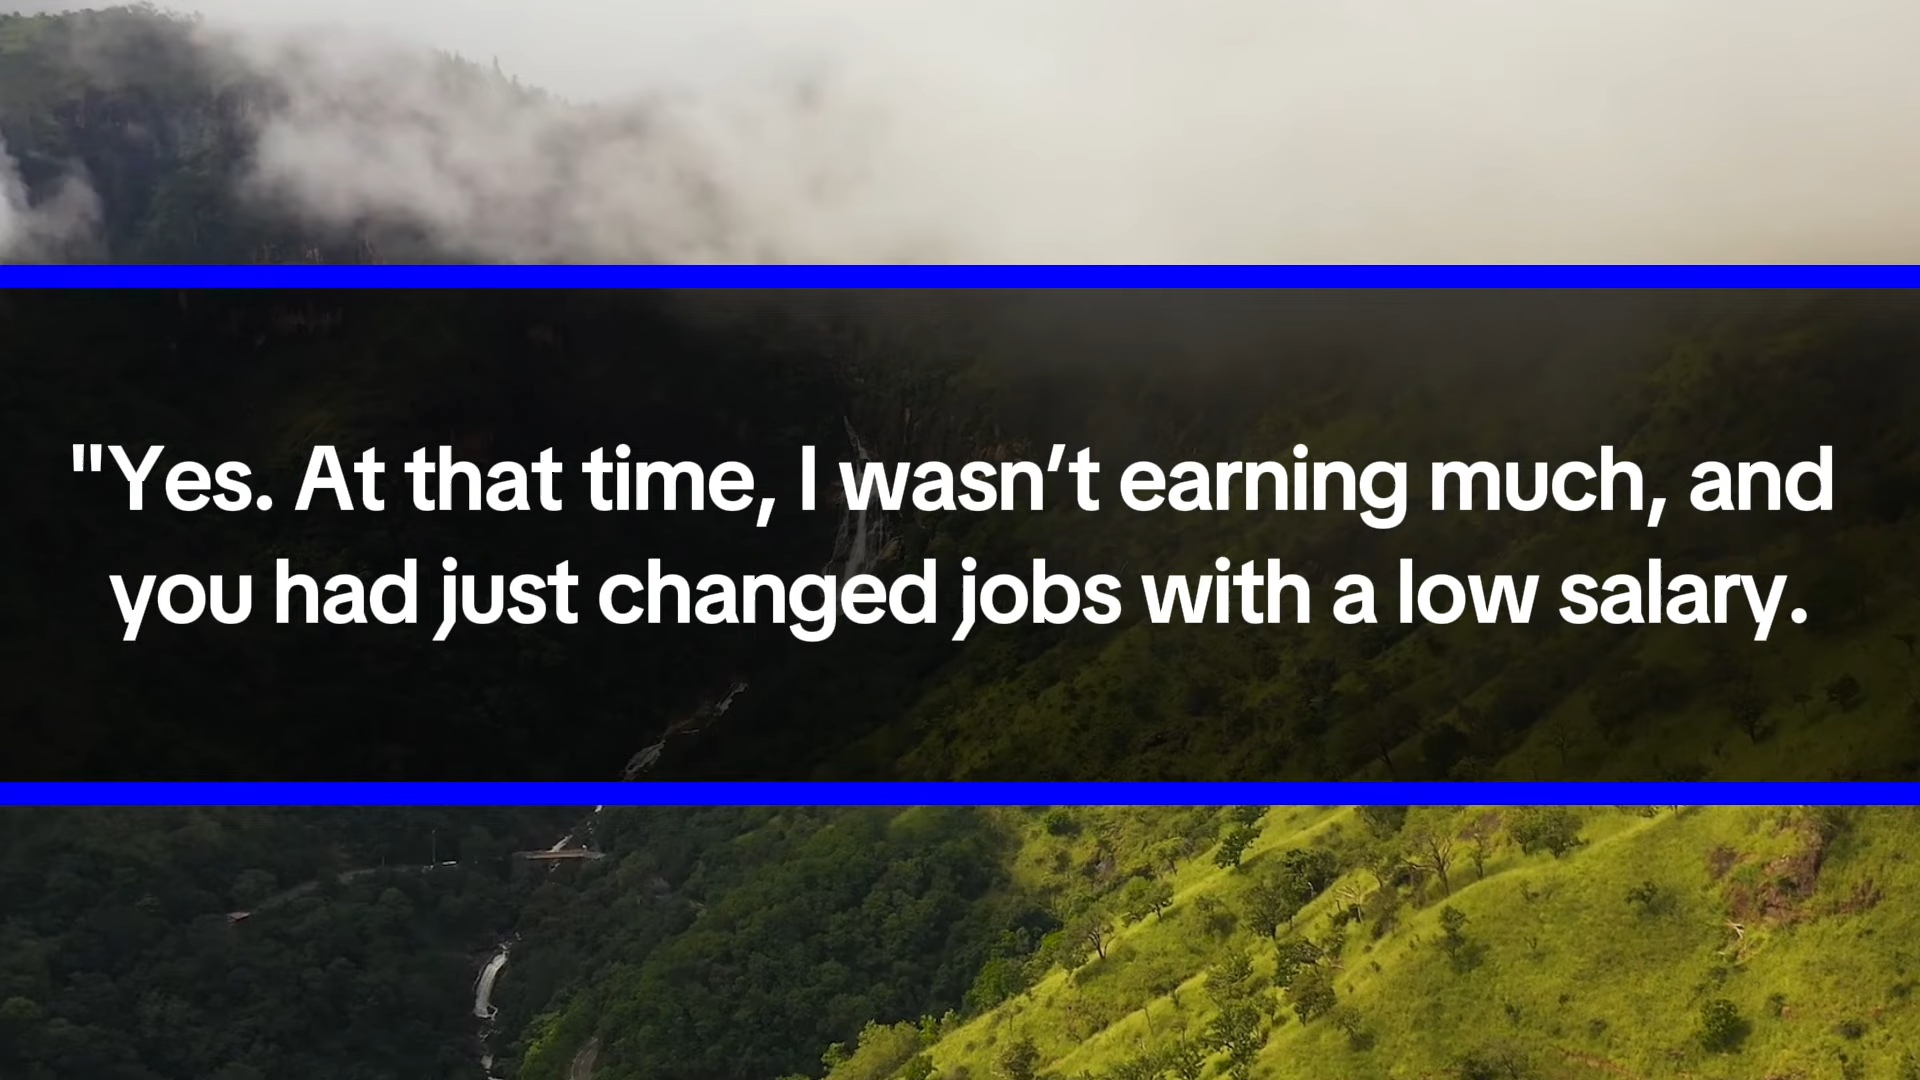 "Yes. At that time, I wasn’t earning much, and
you had just changed jobs with a low salary.